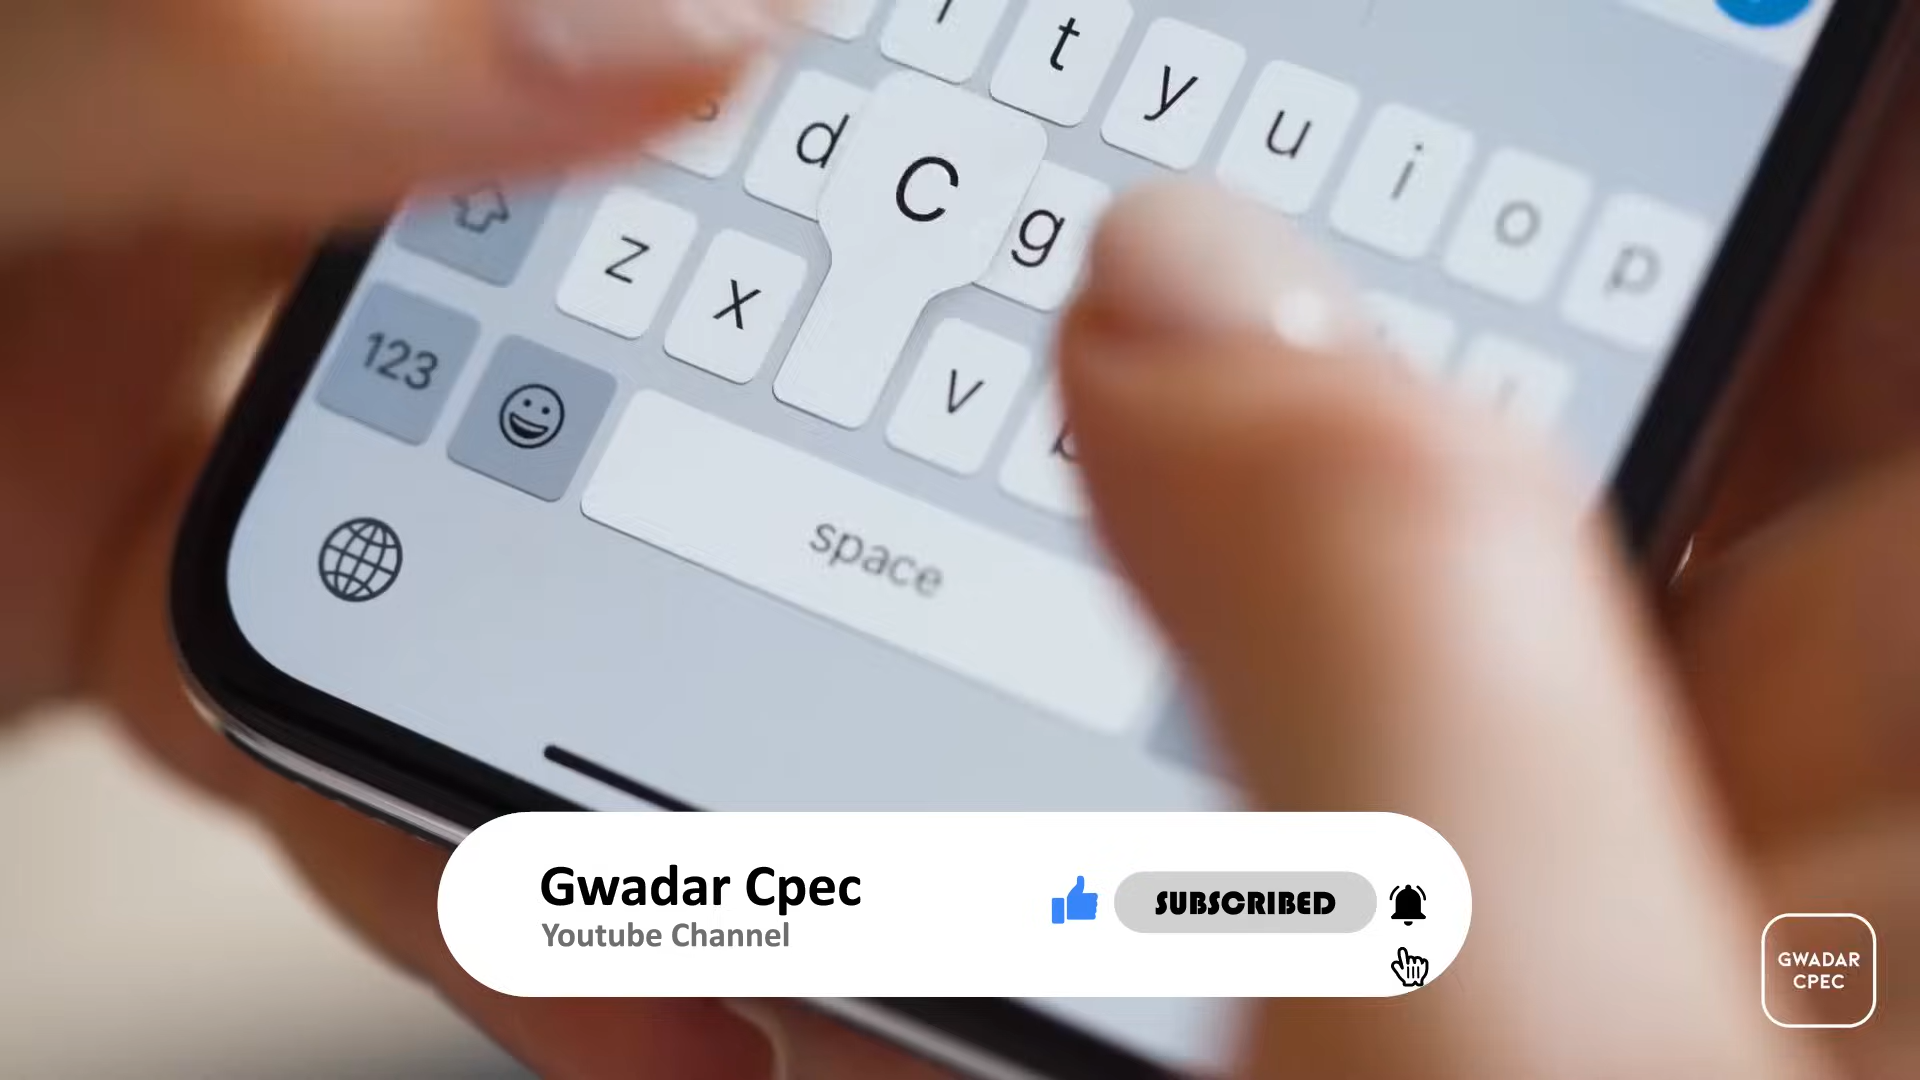 t y u i o p
d C g
z x v b
123
space
Gwadar Cpec
Youtube Channel
SUBSCRIBED
GWADAR
CPEC